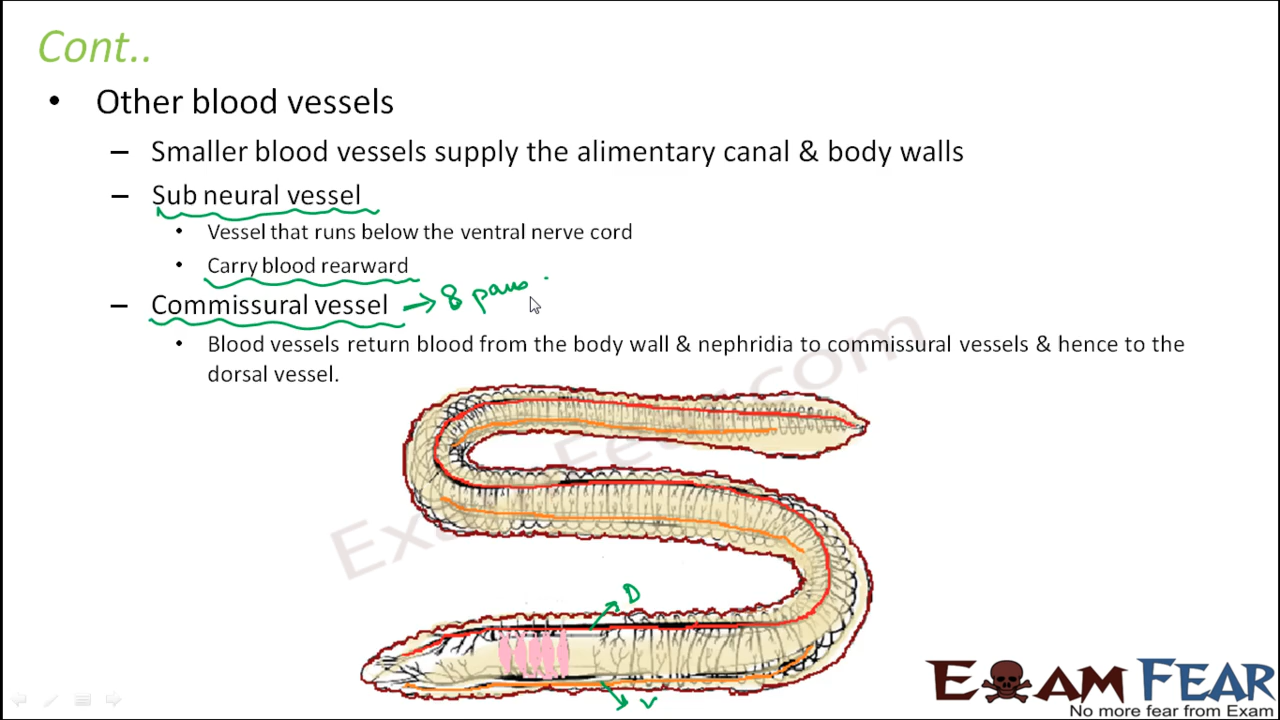 Cont..
• Other blood vessels
– Smaller blood vessels supply the alimentary canal & body walls
– Sub neural vessel
• Vessel that runs below the ventral nerve cord
• Carry blood rearward
– Commissural vessel → 8 pairs
• Blood vessels return blood from the body wall & nephridia to commissural vessels & hence to the
dorsal vessel.
ExamFear.com
D
V
EXAM FEAR
No more fear from Exam